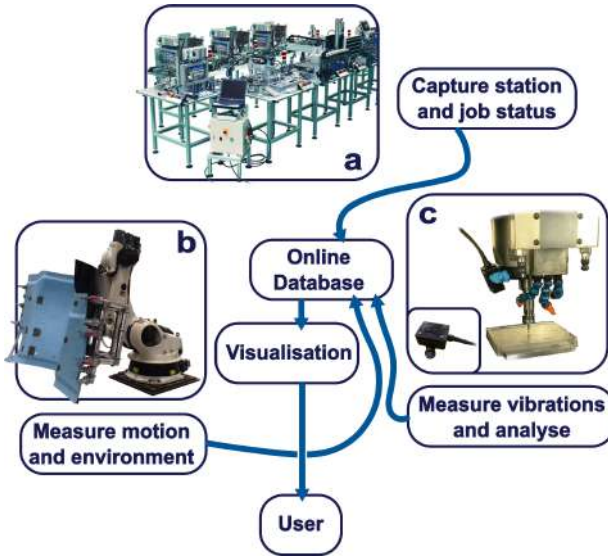 a
Capture station
and job status
b
c
Online
Database
Visualisation
Measure motion
and environment
Measure vibrations
and analyse
User